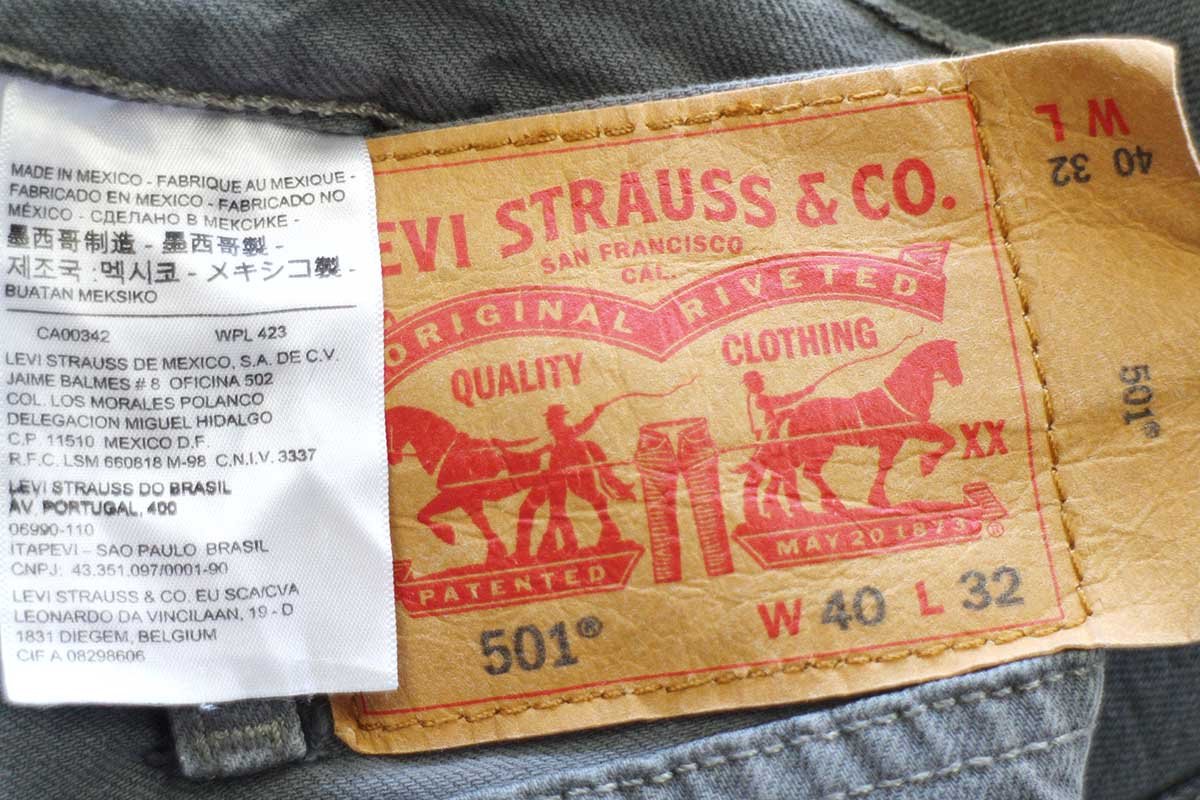 MADE IN MEXICO - FABRIQUE AU MEXIQUE -
FABRICADO EN MEXICO - FABRICADO NO
MÉXICO - СДЕЛАНО В МЕКСИКЕ -
墨西哥制造 - 墨西哥製 -
제조국 : 멕시코 - メキシコ製 -
BUATAN MEKSIKO
CA00342 WPL 423
LEVI STRAUSS DE MEXICO, S.A. DE C.V.
JAIME BALMES # 8 OFICINA 502
COL. LOS MORALES POLANCO
DELEGACION MIGUEL HIDALGO
C.P. 11510 MEXICO D.F.
R.F.C. LSM 660818 M-98 C.N.I.V. 3337
LEVI STRAUSS DO BRASIL
AV. PORTUGAL, 400
06990-110
ITAPEVI – SAO PAULO BRASIL
CNPJ: 43.351.097/0001-90
LEVI STRAUSS & CO. EU SCA/CVA
LEONARDO DA VINCILAAN, 19 - D
1831 DIEGEM, BELGIUM
CIF A 08298606
EVI STRAUSS & CO.
SAN FRANCISCO
CAL.
ORIGINAL RIVETED
QUALITY CLOTHING
XX
PATENTED MAY 20 1873 ®
501® W 40 L 32
W L
40 32
501®